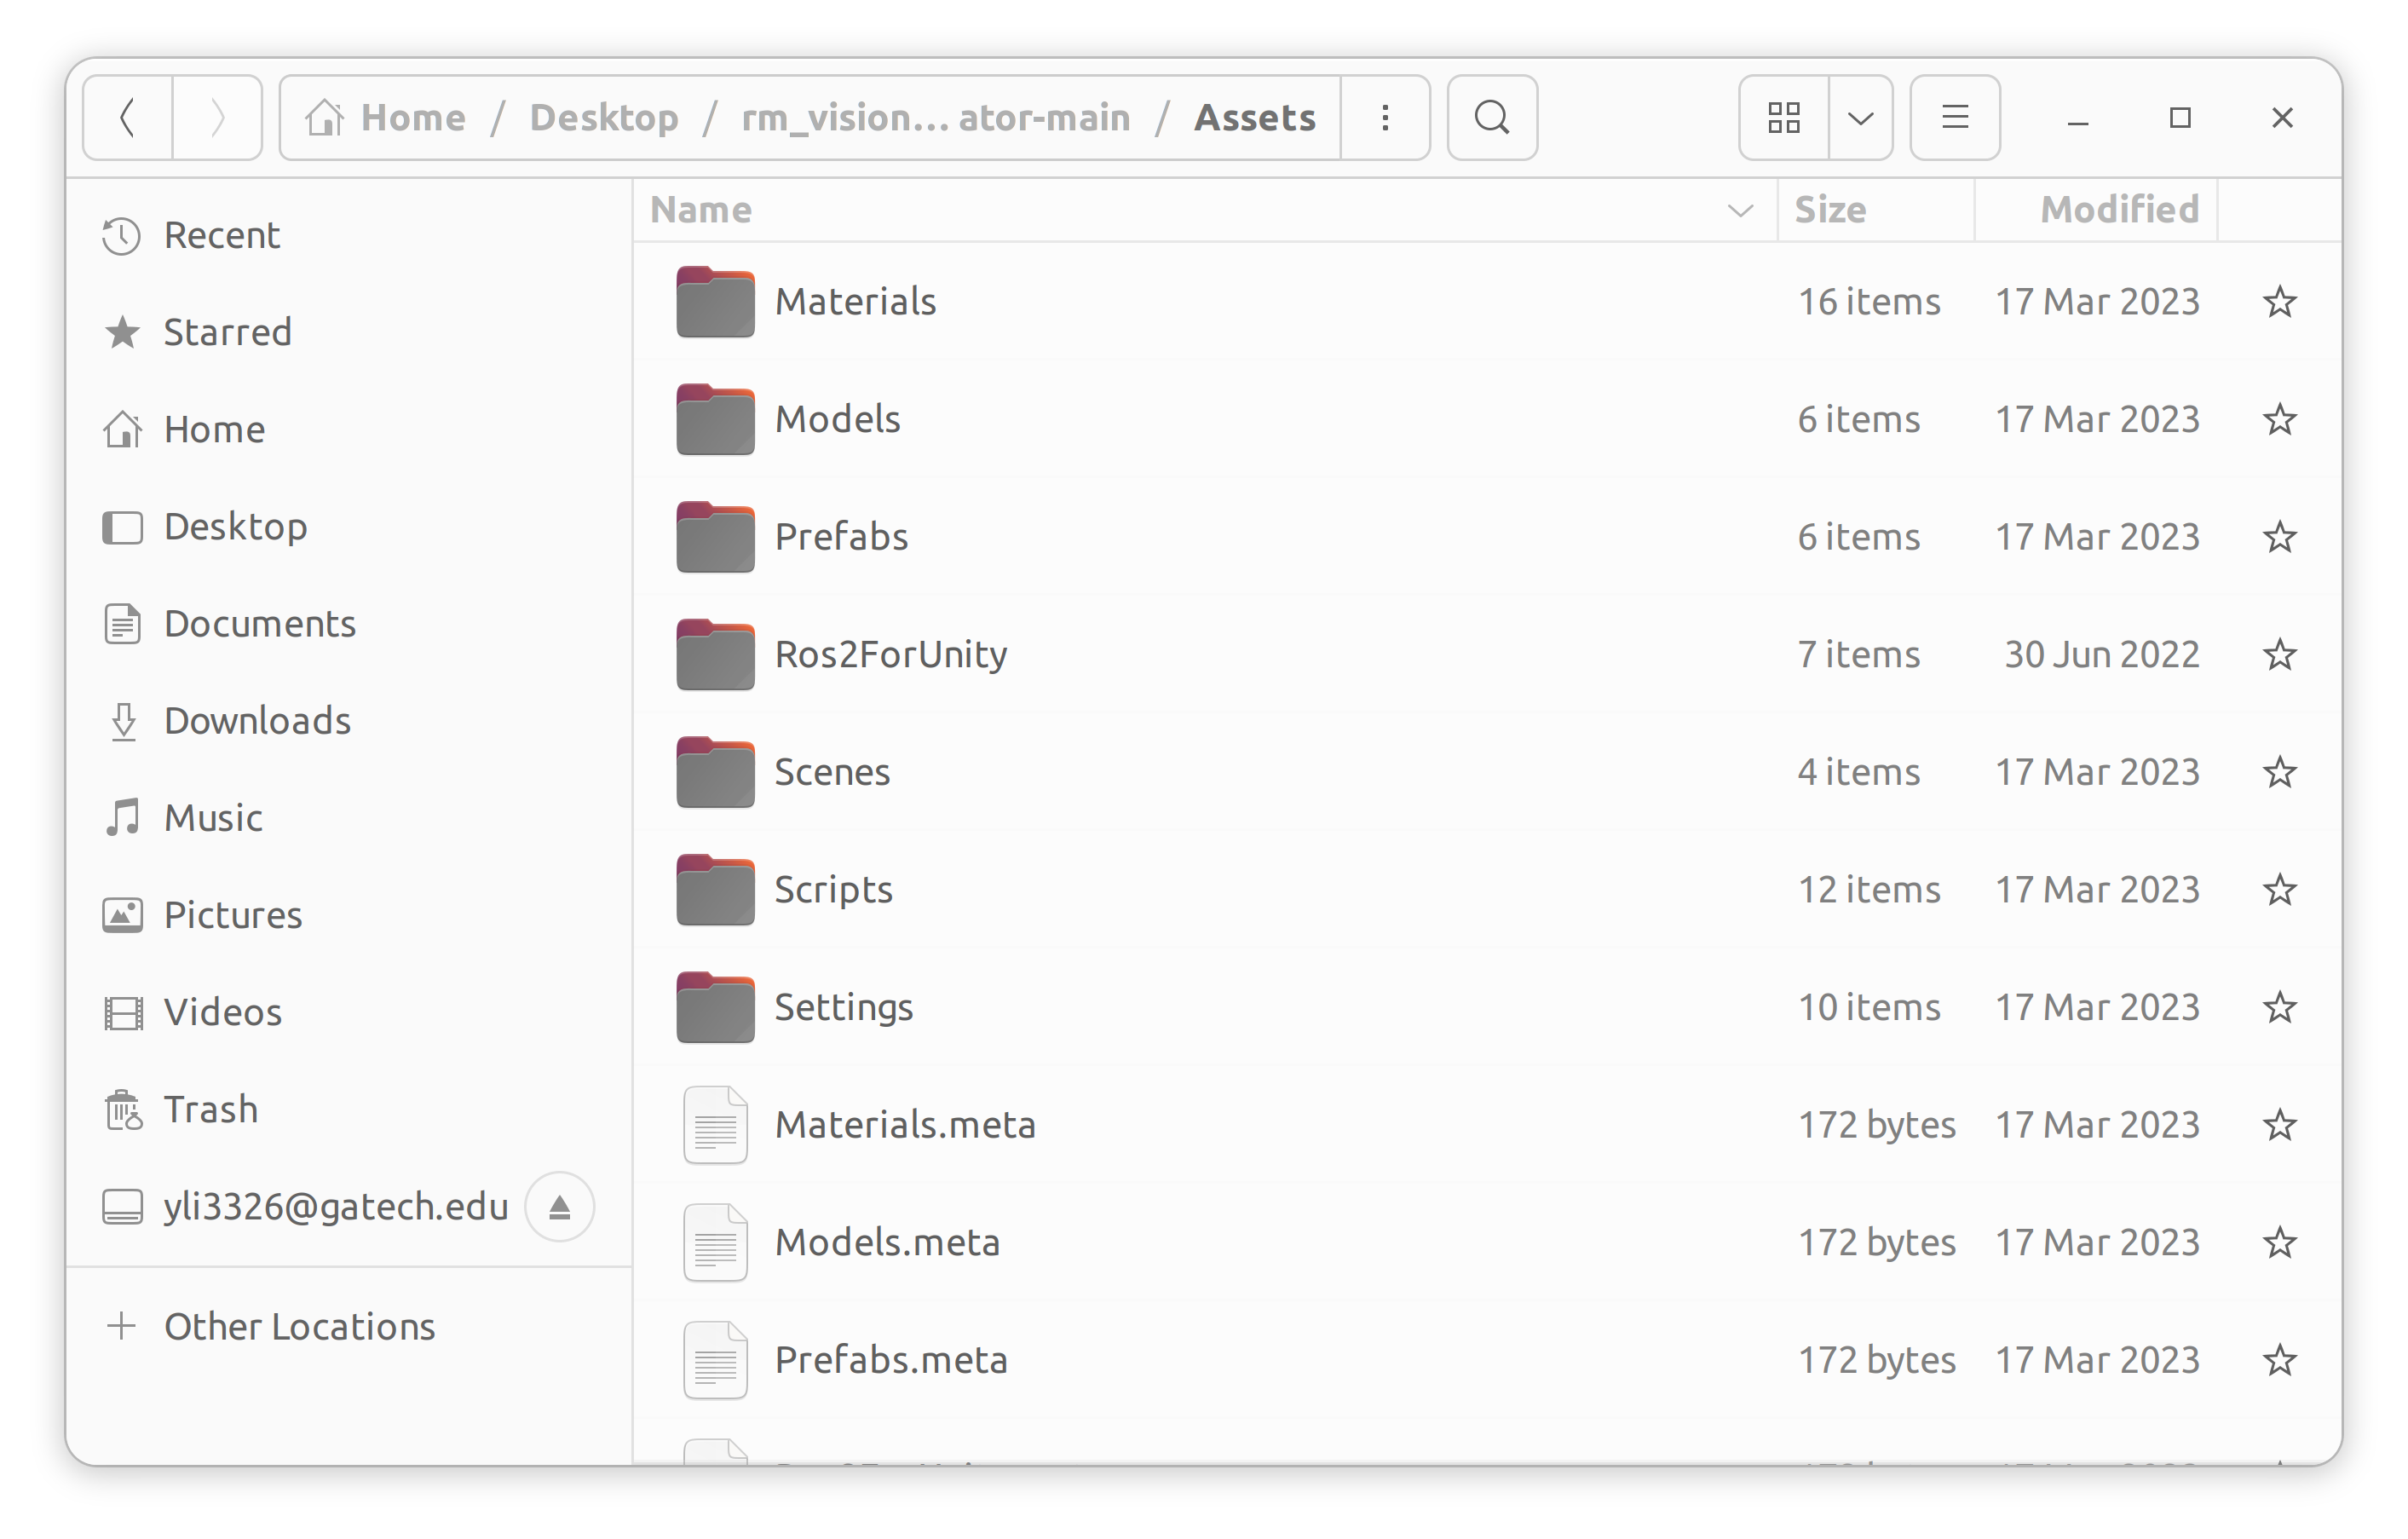 Home / Desktop / rm_vision... ator-main / Assets
Name Size Modified
Recent
Starred
Home
Desktop
Documents
Downloads
Music
Pictures
Videos
Trash
yli3326@gatech.edu
Other Locations
Materials 16 items 17 Mar 2023
Models 6 items 17 Mar 2023
Prefabs 6 items 17 Mar 2023
Ros2ForUnity 7 items 30 Jun 2022
Scenes 4 items 17 Mar 2023
Scripts 12 items 17 Mar 2023
Settings 10 items 17 Mar 2023
Materials.meta 172 bytes 17 Mar 2023
Models.meta 172 bytes 17 Mar 2023
Prefabs.meta 172 bytes 17 Mar 2023